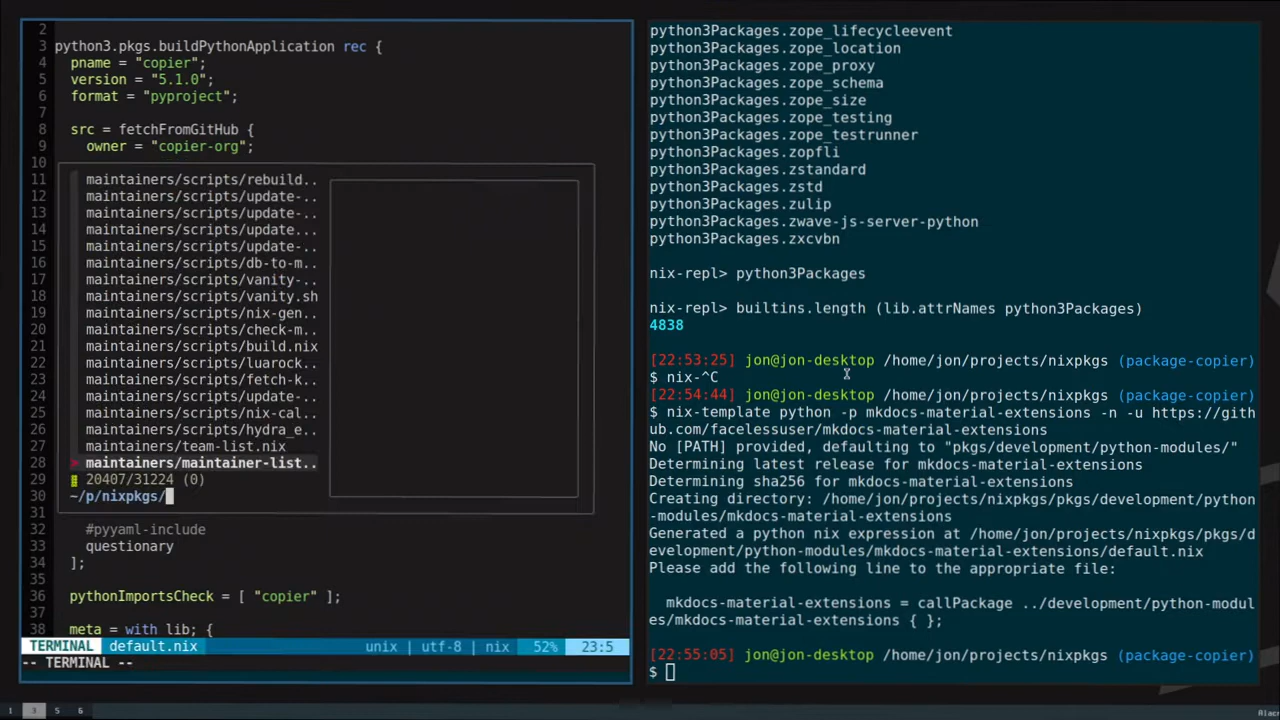 2
3 python3.pkgs.buildPythonApplication rec {
4 pname = "copier";
5 version = "5.1.0";
6 format = "pyproject";
7
8 src = fetchFromGitHub {
9 owner = "copier-org";
10
11 maintainers/scripts/rebuild..
12 maintainers/scripts/update-..
13 maintainers/scripts/update-..
14 maintainers/scripts/update-..
15 maintainers/scripts/update-..
16 maintainers/scripts/db-to-m..
17 maintainers/scripts/vanity-..
18 maintainers/scripts/vanity.sh
19 maintainers/scripts/nix-gen..
20 maintainers/scripts/check-m..
21 maintainers/scripts/build.nix
22 maintainers/scripts/luarock..
23 maintainers/scripts/fetch-k..
24 maintainers/scripts/update..
25 maintainers/scripts/nix-cal..
26 maintainers/scripts/hydra_e..
27 maintainers/team-list.nix
28 > maintainers/maintainer-list..
29 20407/31224 (0)
30 ~/p/nixpkgs/
31
32 #pyyaml-include
33 questionary
34 ];
35
36 pythonImportsCheck = [ "copier" ];
37
38 meta = with lib; {
TERMINAL default.nix unix | utf-8 | nix 52% 23:5
-- TERMINAL --
python3Packages.zope_lifecycleevent
python3Packages.zope_location
python3Packages.zope_proxy
python3Packages.zope_schema
python3Packages.zope_size
python3Packages.zope_testing
python3Packages.zope_testrunner
python3Packages.zopfli
python3Packages.zstandard
python3Packages.zstd
python3Packages.zulip
python3Packages.zwave-js-server-python
python3Packages.zxcvbn
nix-repl> python3Packages
nix-repl> builtins.length (lib.attrNames python3Packages)
4838
[22:53:25] jon@jon-desktop /home/jon/projects/nixpkgs (package-copier)
$ nix-^C
[22:54:44] jon@jon-desktop /home/jon/projects/nixpkgs (package-copier)
$ nix-template python -p mkdocs-material-extensions -n -u https://gith
ub.com/facelessuser/mkdocs-material-extensions
No [PATH] provided, defaulting to "pkgs/development/python-modules/"
Determining latest release for mkdocs-material-extensions
Determining sha256 for mkdocs-material-extensions
Creating directory: /home/jon/projects/nixpkgs/pkgs/development/python
-modules/mkdocs-material-extensions
Generated a python nix expression at /home/jon/projects/nixpkgs/pkgs/d
evelopment/python-modules/mkdocs-material-extensions/default.nix
Please add the following line to the appropriate file:
mkdocs-material-extensions = callPackage ../development/python-modul
es/mkdocs-material-extensions { };
[22:55:05] jon@jon-desktop /home/jon/projects/nixpkgs (package-copier)
$
1 3 5 6